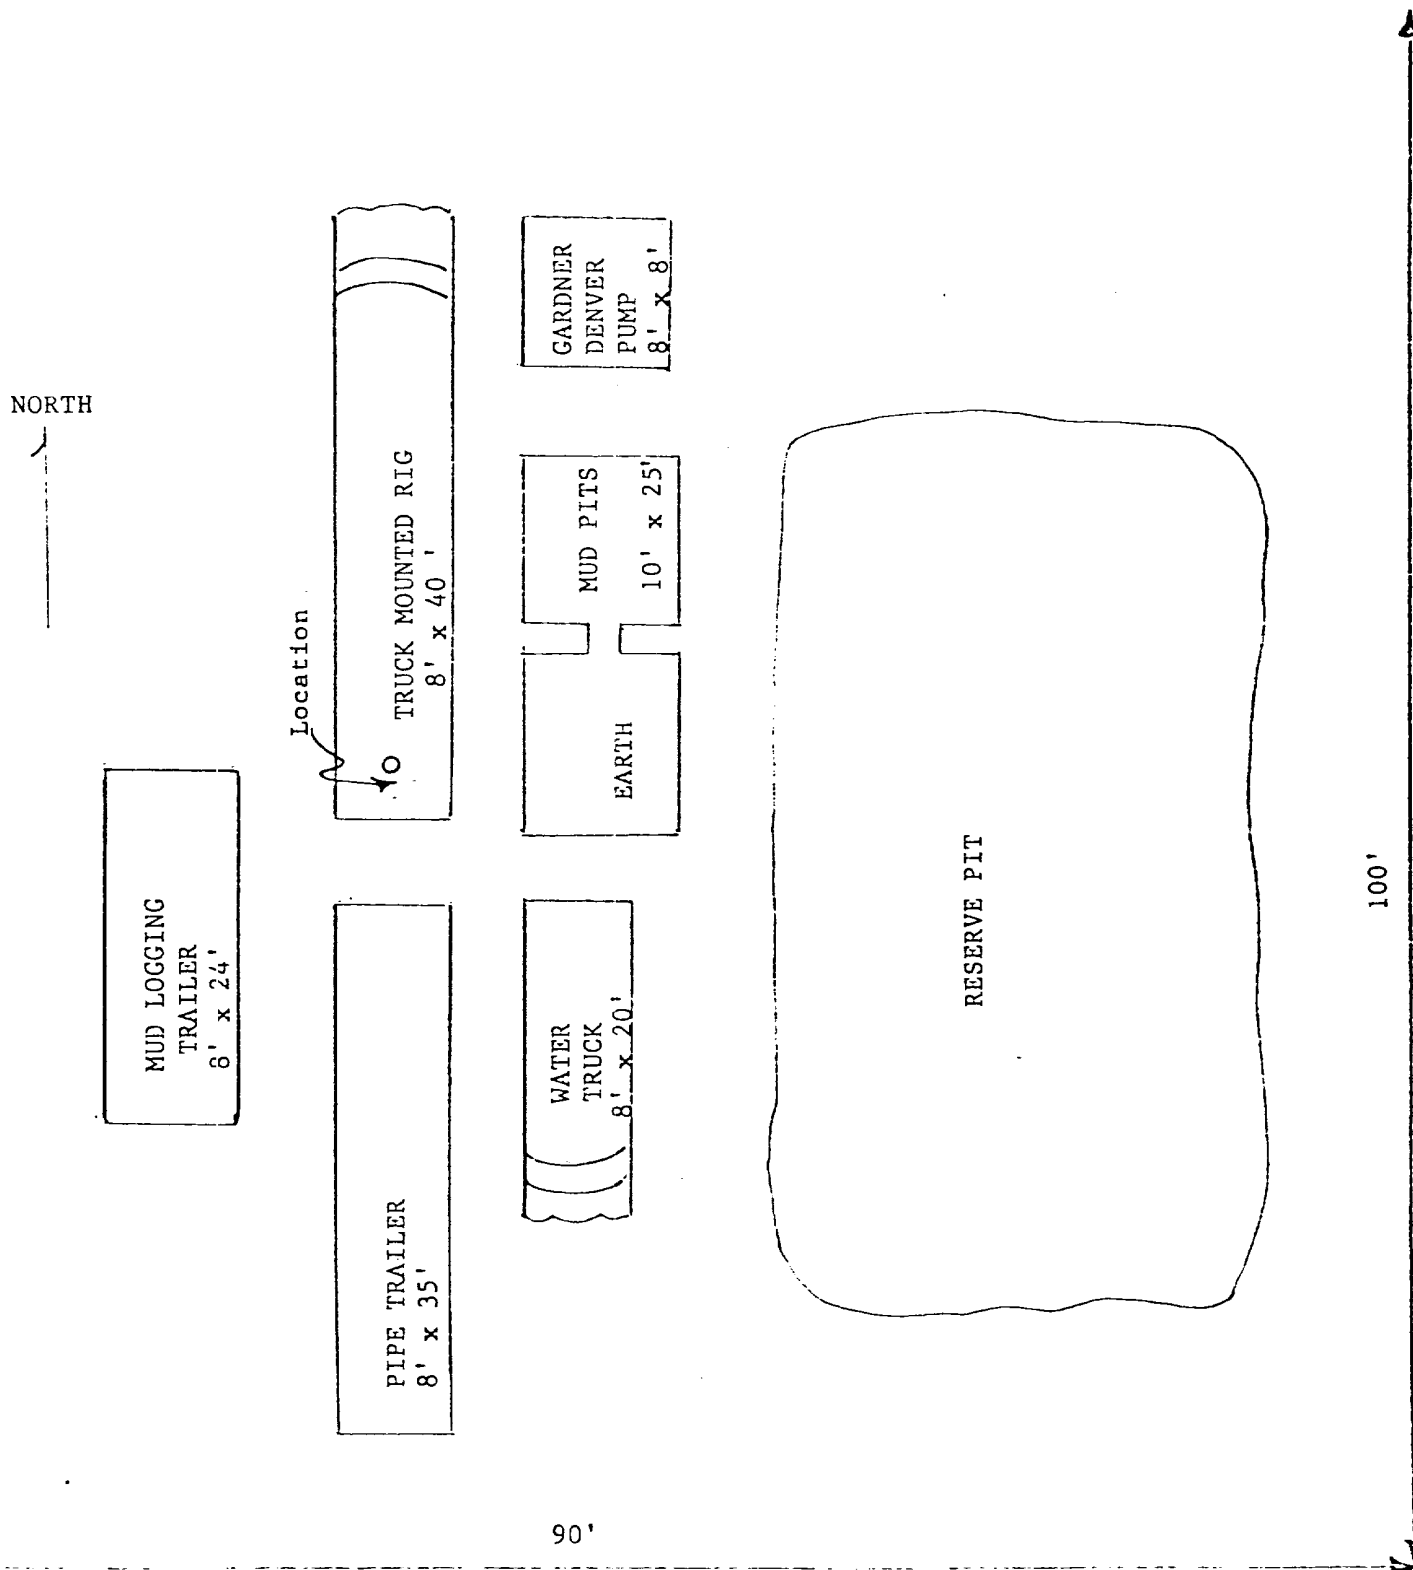 NORTH
Location
TRUCK MOUNTED RIG
8' x 40 '
GARDNER
DENVER
PUMP
8' x 8'
MUD PITS
10' x 25'
EARTH
MUD LOGGING
TRAILER
8' x 24'
PIPE TRAILER
8' x 35'
WATER
TRUCK
8' x 20'
RESERVE PIT
100'
90'